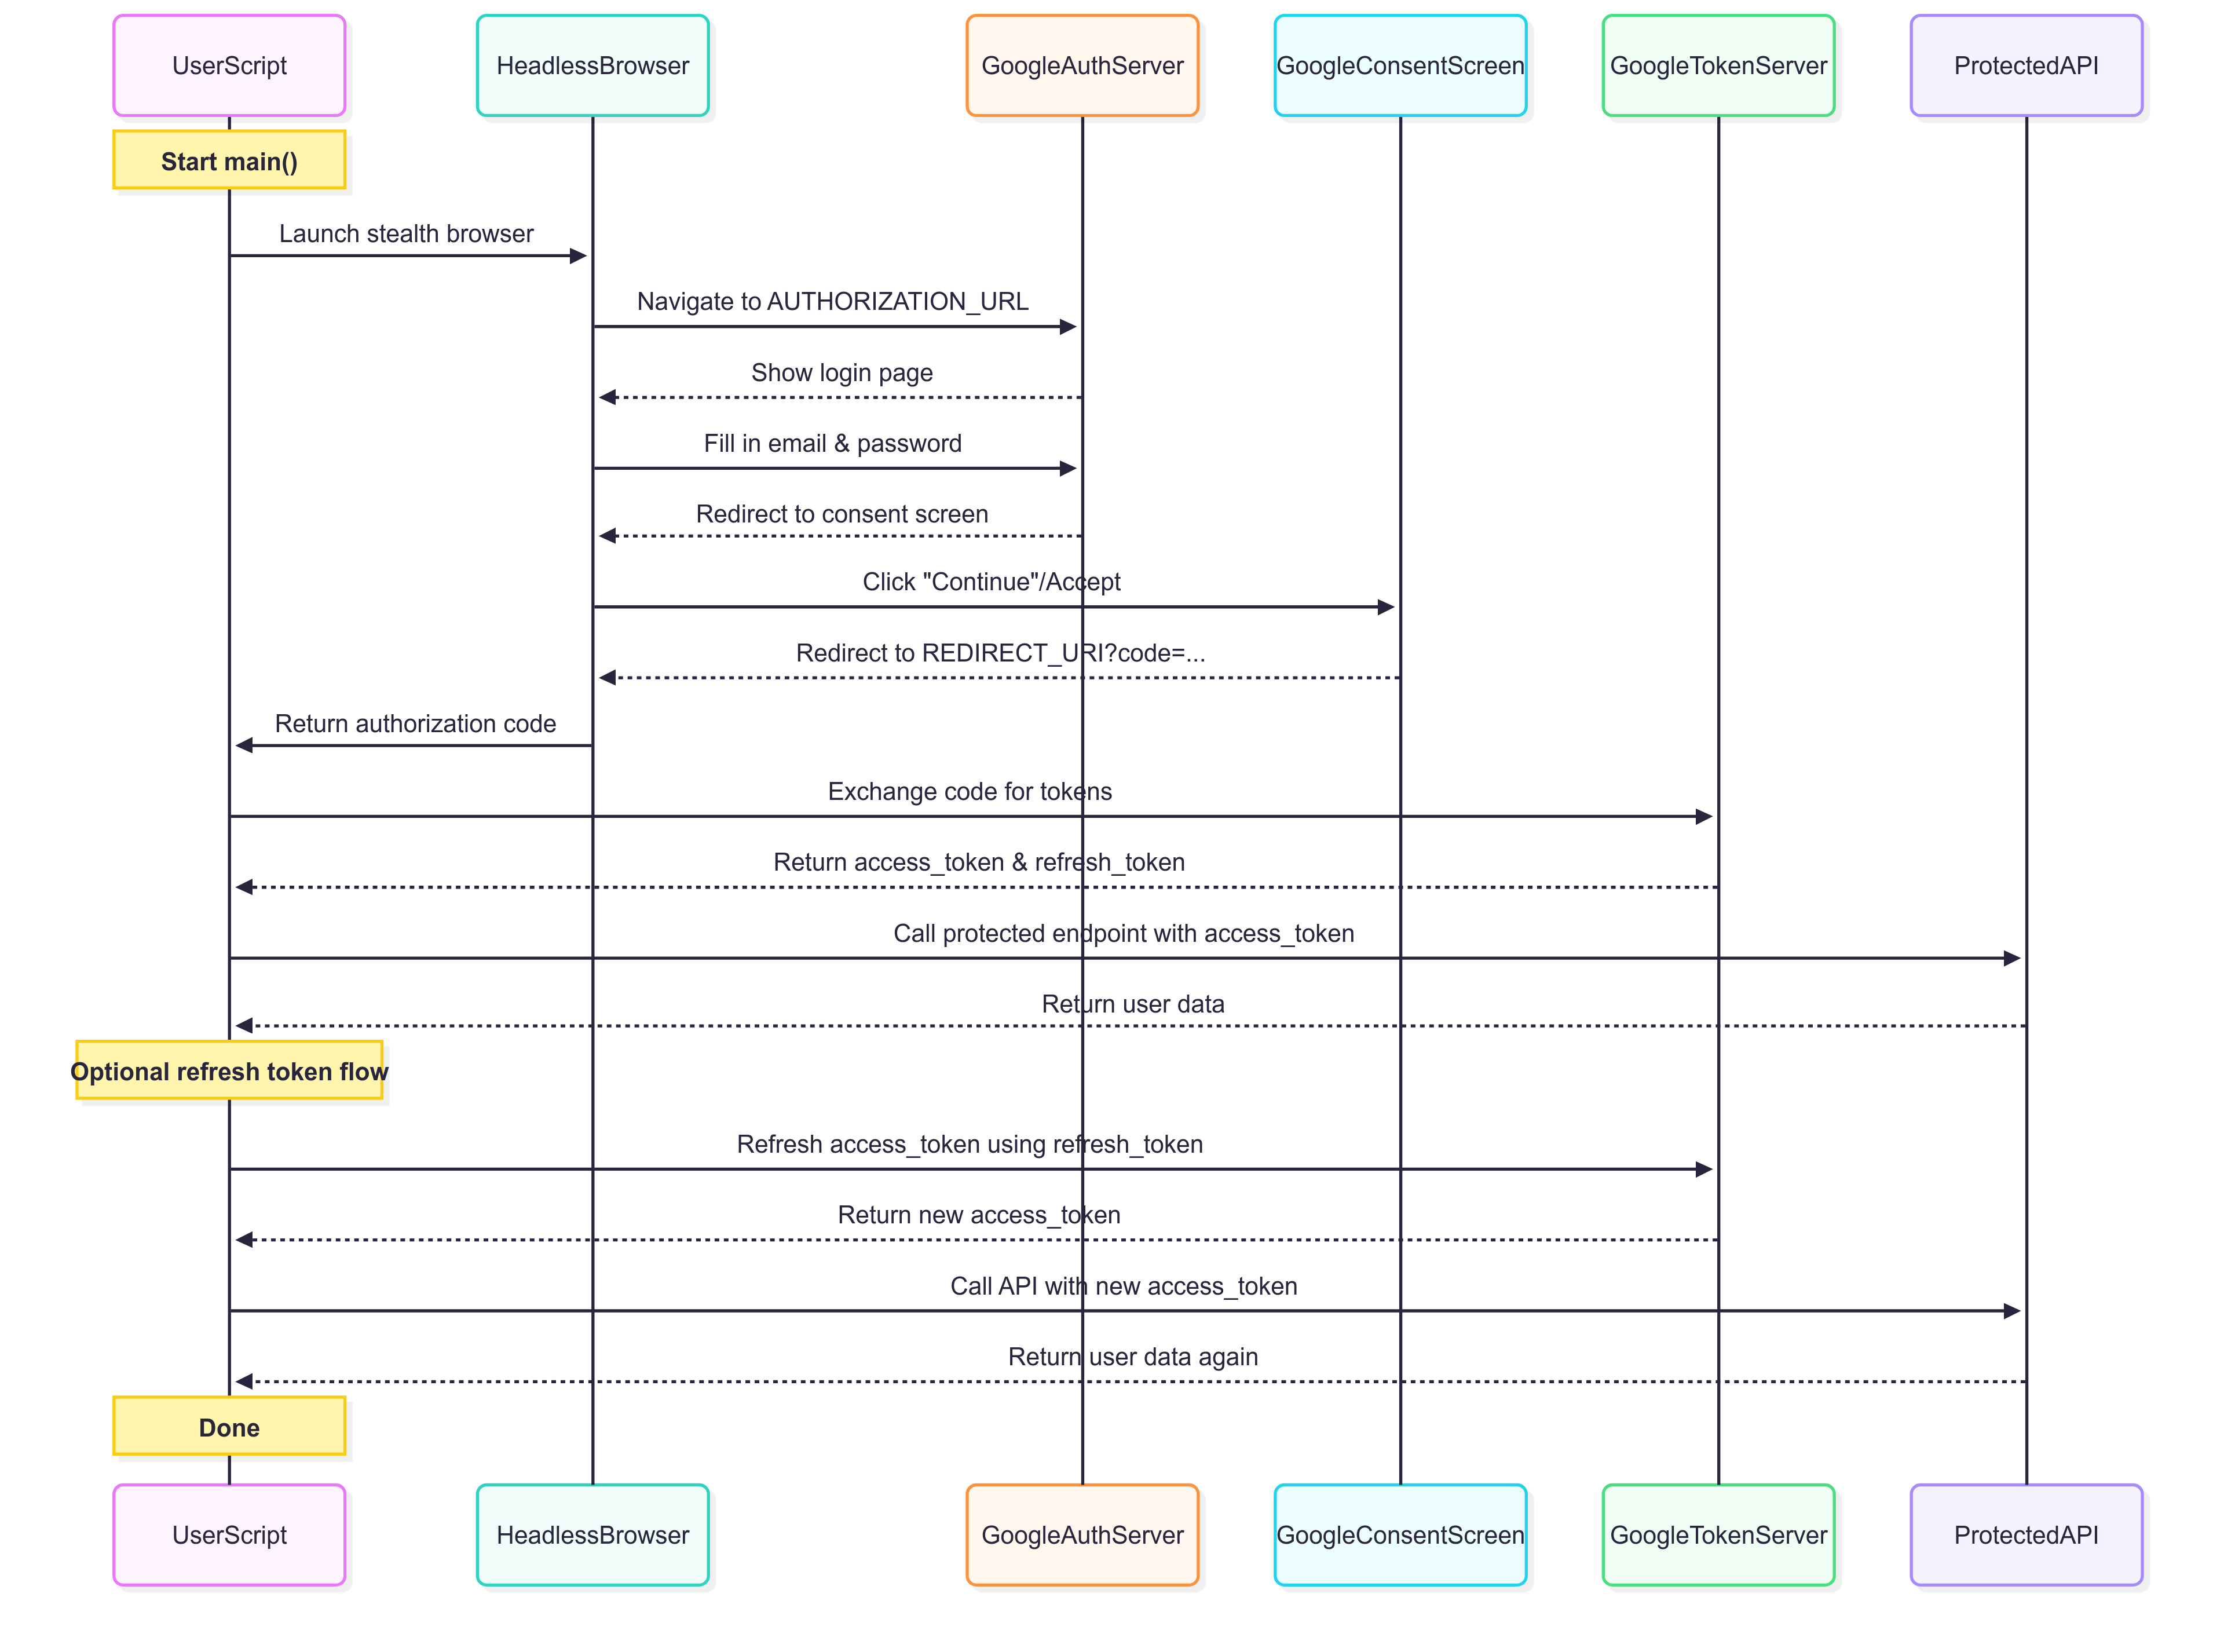 UserScript
HeadlessBrowser
GoogleAuthServer
GoogleConsentScreen
GoogleTokenServer
ProtectedAPI
Start main()
Launch stealth browser
Navigate to AUTHORIZATION_URL
Show login page
Fill in email & password
Redirect to consent screen
Click "Continue"/Accept
Redirect to REDIRECT_URI?code=...
Return authorization code
Exchange code for tokens
Return access_token & refresh_token
Call protected endpoint with access_token
Return user data
Optional refresh token flow
Refresh access_token using refresh_token
Return new access_token
Call API with new access_token
Return user data again
Done
UserScript
HeadlessBrowser
GoogleAuthServer
GoogleConsentScreen
GoogleTokenServer
ProtectedAPI